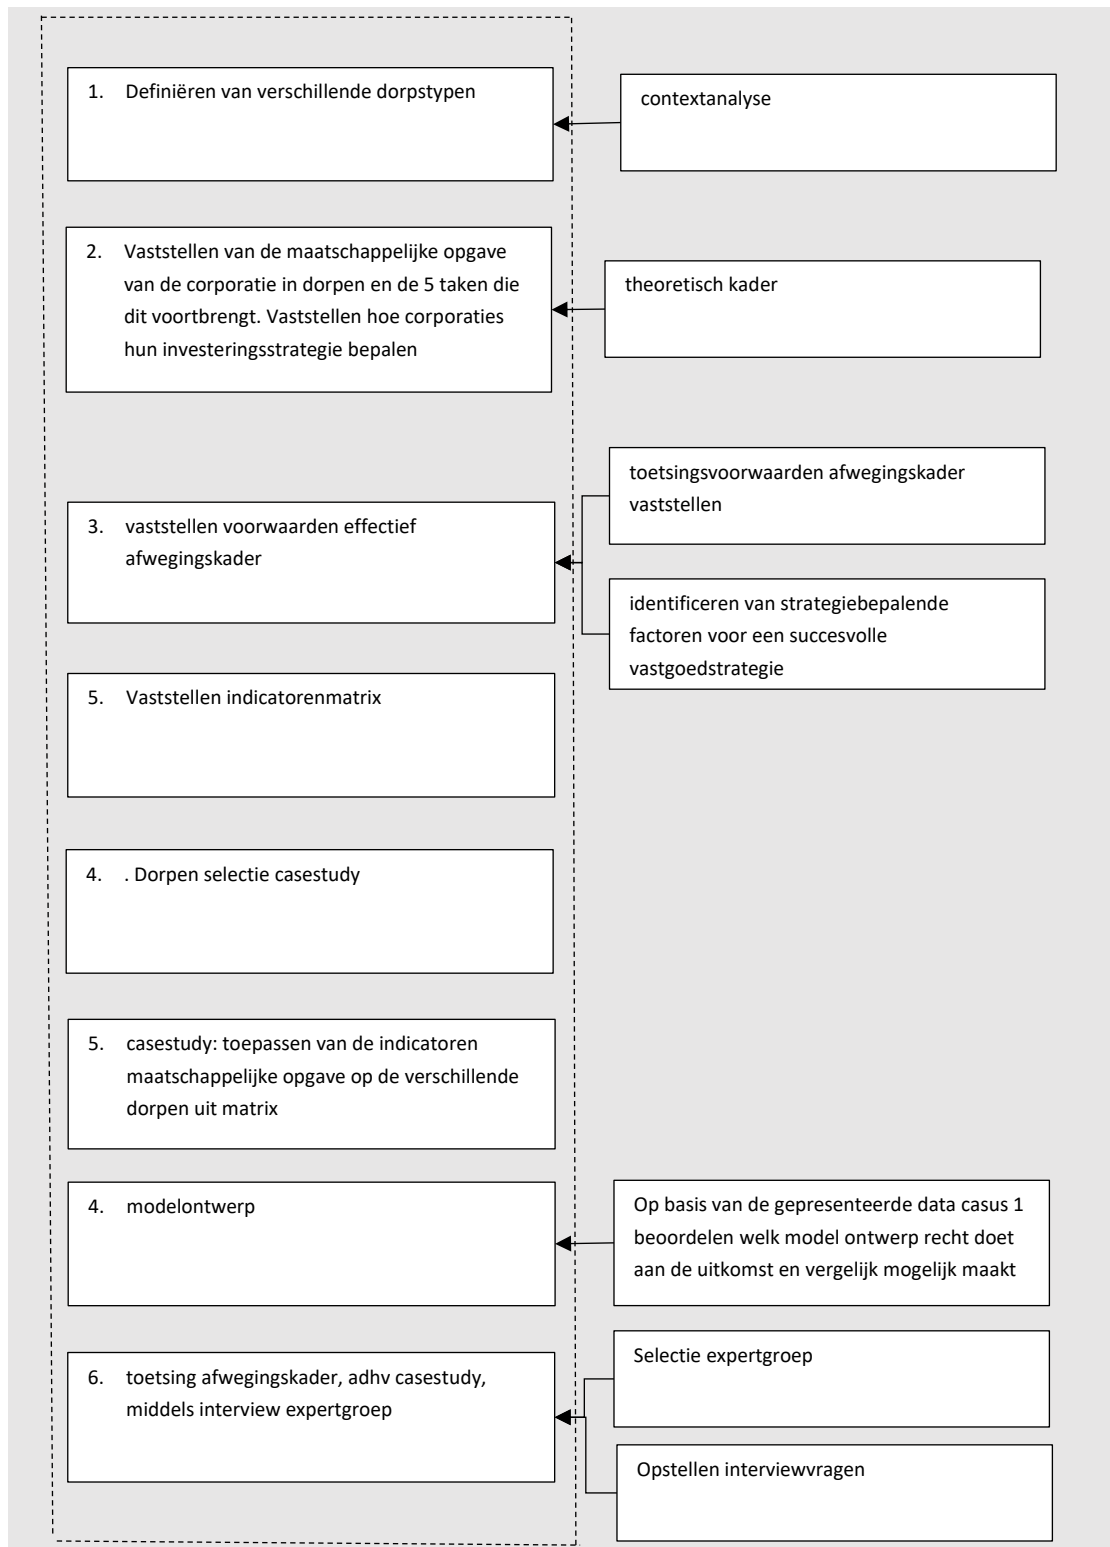 1. Definiëren van verschillende dorpstypen
contextanalyse
2. Vaststellen van de maatschappelijke opgave
van de corporatie in dorpen en de 5 taken die
dit voortbrengt. Vaststellen hoe corporaties
hun investeringsstrategie bepalen
theoretisch kader
3. vaststellen voorwaarden effectief
afwegingskader
toetsingsvoorwaarden afwegingskader
vaststellen
identificeren van strategiebepalende
factoren voor een succesvolle
vastgoedstrategie
5. Vaststellen indicatorenmatrix
4. . Dorpen selectie casestudy
5. casestudy: toepassen van de indicatoren
maatschappelijke opgave op de verschillende
dorpen uit matrix
4. modelontwerp
Op basis van de gepresenteerde data casus 1
beoordelen welk model ontwerp recht doet
aan de uitkomst en vergelijk mogelijk maakt
6. toetsing afwegingskader, adhv casestudy,
middels interview expertgroep
Selectie expertgroep
Opstellen interviewvragen